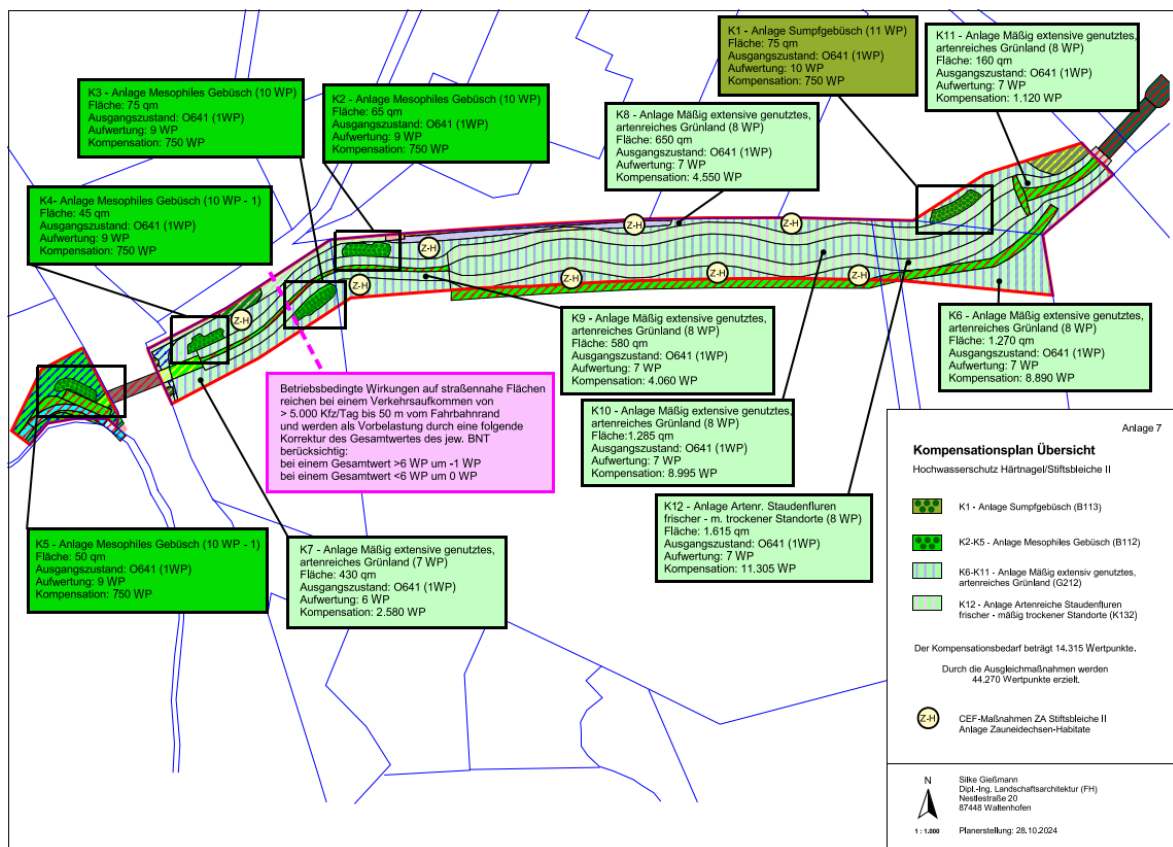 K1 - Anlage Sumpfgebüsch (11 WP)
Fläche: 75 qm
Ausgangszustand: O641 (1WP)
Aufwertung: 10 WP
Kompensation: 750 WP
K11 - Anlage Mäßig extensive genutztes,
artenreiches Grünland (8 WP)
Fläche: 160 qm
Ausgangszustand: O641 (1WP)
Aufwertung: 7 WP
Kompensation: 1.120 WP
K3 - Anlage Mesophiles Gebüsch (10 WP)
Fläche: 75 qm
Ausgangszustand: O641 (1WP)
Aufwertung: 9 WP
Kompensation: 750 WP
K2 - Anlage Mesophiles Gebüsch (10 WP)
Fläche: 65 qm
Ausgangszustand: O641 (1WP)
Aufwertung: 9 WP
Kompensation: 750 WP
K8 - Anlage Mäßig extensive genutztes,
artenreiches Grünland (8 WP)
Fläche: 650 qm
Ausgangszustand: O641 (1WP)
Aufwertung: 7 WP
Kompensation: 4.550 WP
K4- Anlage Mesophiles Gebüsch (10 WP - 1)
Fläche: 45 qm
Ausgangszustand: O641 (1WP)
Aufwertung: 9 WP
Kompensation: 750 WP
Z-H
Z-H
Z-H
Z-H
Z-H
Z-H
Z-H
Z-H
K9 - Anlage Mäßig extensive genutztes,
artenreiches Grünland (8 WP)
Fläche: 580 qm
Ausgangszustand: O641 (1WP)
Aufwertung: 7 WP
Kompensation: 4.060 WP
K6 - Anlage Mäßig extensive genutztes,
artenreiches Grünland (8 WP)
Fläche: 1.270 qm
Ausgangszustand: O641 (1WP)
Aufwertung: 7 WP
Kompensation: 8.890 WP
Betriebsbedingte Wirkungen auf straßennahe Flächen
reichen bei einem Verkehrsaufkommen von
> 5.000 Kfz/Tag bis 50 m vom Fahrbahnrand
und werden als Vorbelastung durch eine folgende
Korrektur des Gesamtwertes des jew. BNT
berücksichtig:
bei einem Gesamtwert >6 WP um -1 WP
bei einem Gesamtwert <6 WP um 0 WP
K10 - Anlage Mäßig extensive genutztes,
artenreiches Grünland (8 WP)
Fläche:1.285 qm
Ausgangszustand: O641 (1WP)
Aufwertung: 7 WP
Kompensation: 8.995 WP
K12 - Anlage Artenr. Staudenfluren
frischer - m. trockener Standorte (8 WP)
Fläche: 1.615 qm
Ausgangszustand: O641 (1WP)
Aufwertung: 7 WP
Kompensation: 11.305 WP
K5 - Anlage Mesophiles Gebüsch (10 WP - 1)
Fläche: 50 qm
Ausgangszustand: O641 (1WP)
Aufwertung: 9 WP
Kompensation: 750 WP
K7 - Anlage Mäßig extensive genutztes,
artenreiches Grünland (7 WP)
Fläche: 430 qm
Ausgangszustand: O641 (1WP)
Aufwertung: 6 WP
Kompensation: 2.580 WP
Anlage 7
Kompensationsplan Übersicht
Hochwasserschutz Härtnagel/Stiftsbleiche II
K1 - Anlage Sumpfgebüsch (B113)
K2-K5 - Anlage Mesophiles Gebüsch (B112)
K6-K11 - Anlage Mäßig extensiv genutztes,
artenreiches Grünland (G212)
K12 - Anlage Artenreiche Staudenfluren
frischer - mäßig trockener Standorte (K132)
Der Kompensationsbedarf beträgt 14.315 Wertpunkte.
Durch die Ausgleichmaßnahmen werden
44.270 Wertpunkte erzielt.
Z-H
CEF-Maßnahmen ZA Stiftsbleiche II
Anlage Zauneidechsen-Habitate
N
1 : 1.000
Silke Gießmann
Dipl.-Ing. Landschaftsarchitektur (FH)
Nestlestraße 20
87448 Waltenhofen
Planerstellung: 28.10.2024